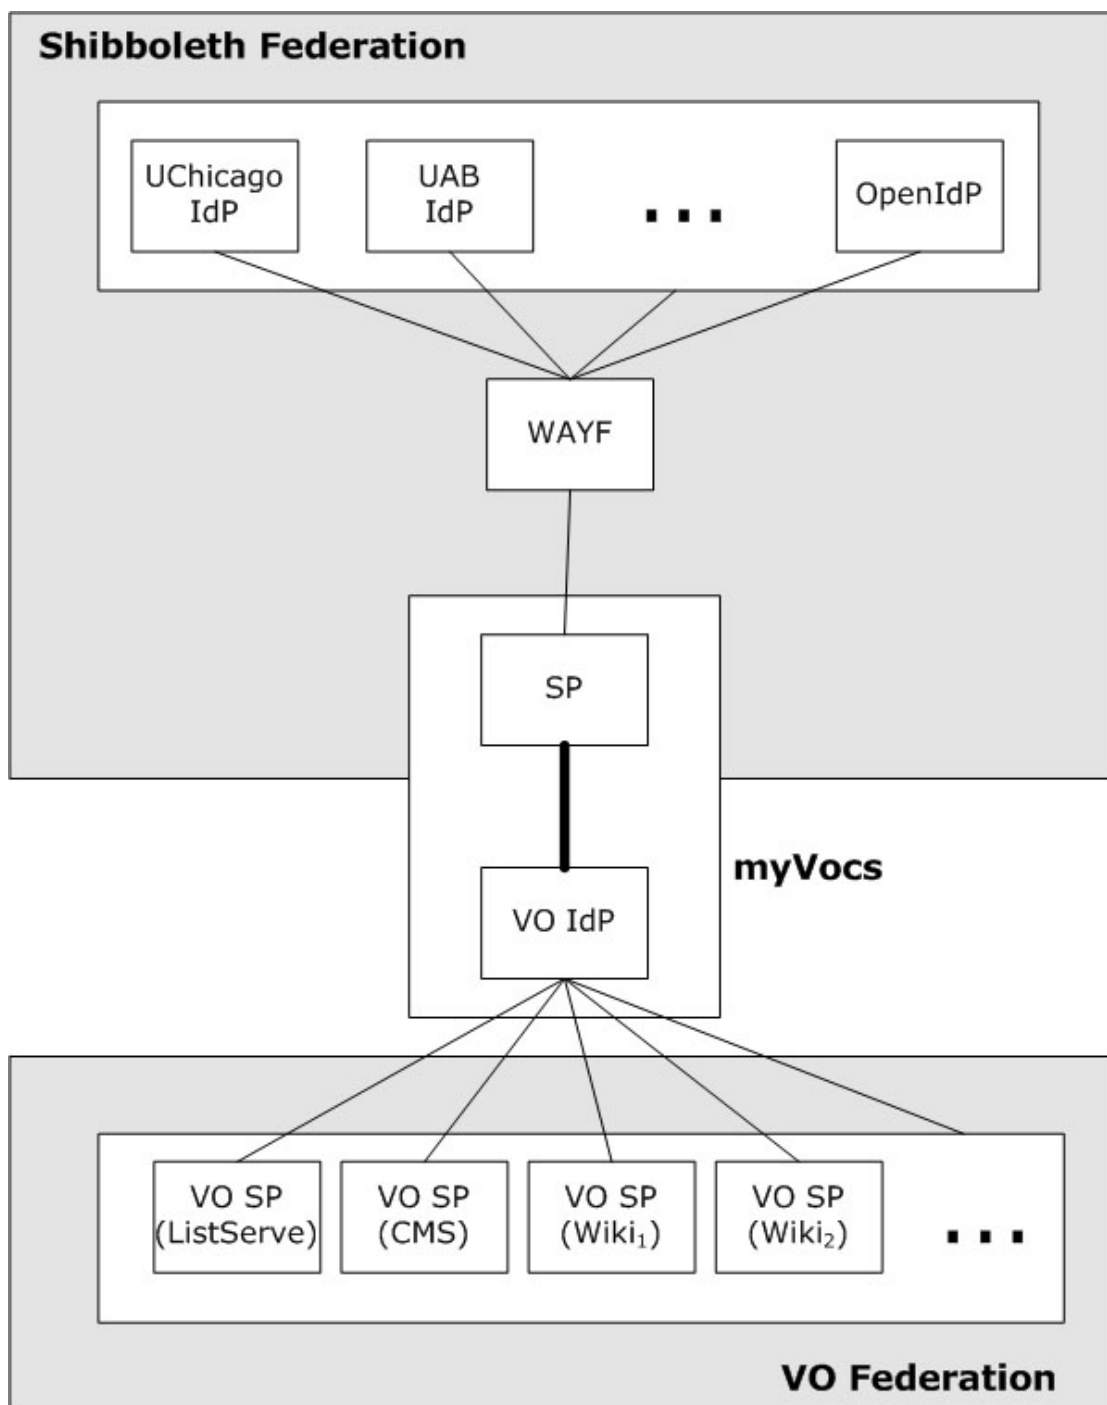 Shibboleth Federation
UChicago
IdP
UAB
IdP
...
OpenIdP
WAYF
SP
myVocs
VO IdP
VO SP
(ListServe)
VO SP
(CMS)
VO SP
(Wiki₁)
VO SP
(Wiki₂)
...
VO Federation